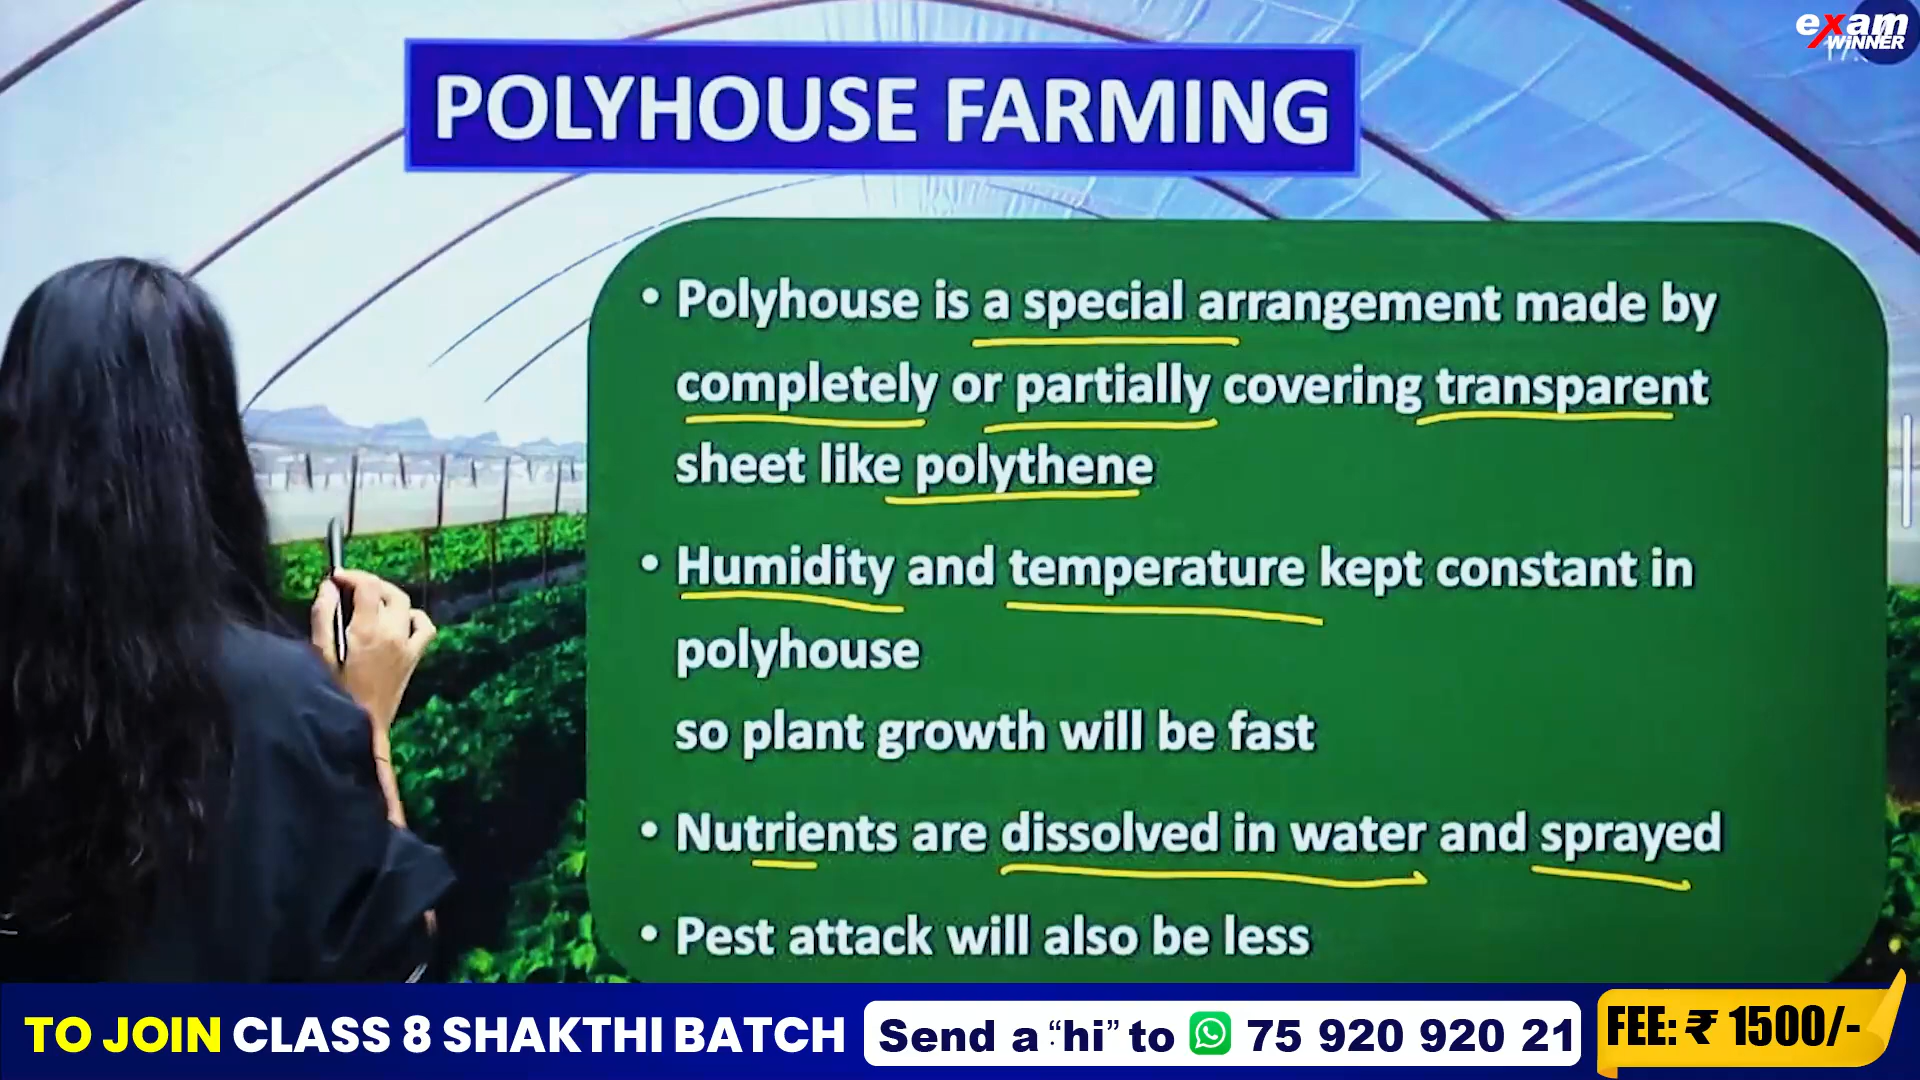 exam
WINNER
POLYHOUSE FARMING
• Polyhouse is a special arrangement made by
completely or partially covering transparent
sheet like polythene
• Humidity and temperature kept constant in
polyhouse
so plant growth will be fast
• Nutrients are dissolved in water and sprayed
• Pest attack will also be less
TO JOIN CLASS 8 SHAKTHI BATCH
Send a “hi” to 75 920 920 21
FEE: ₹ 1500/-